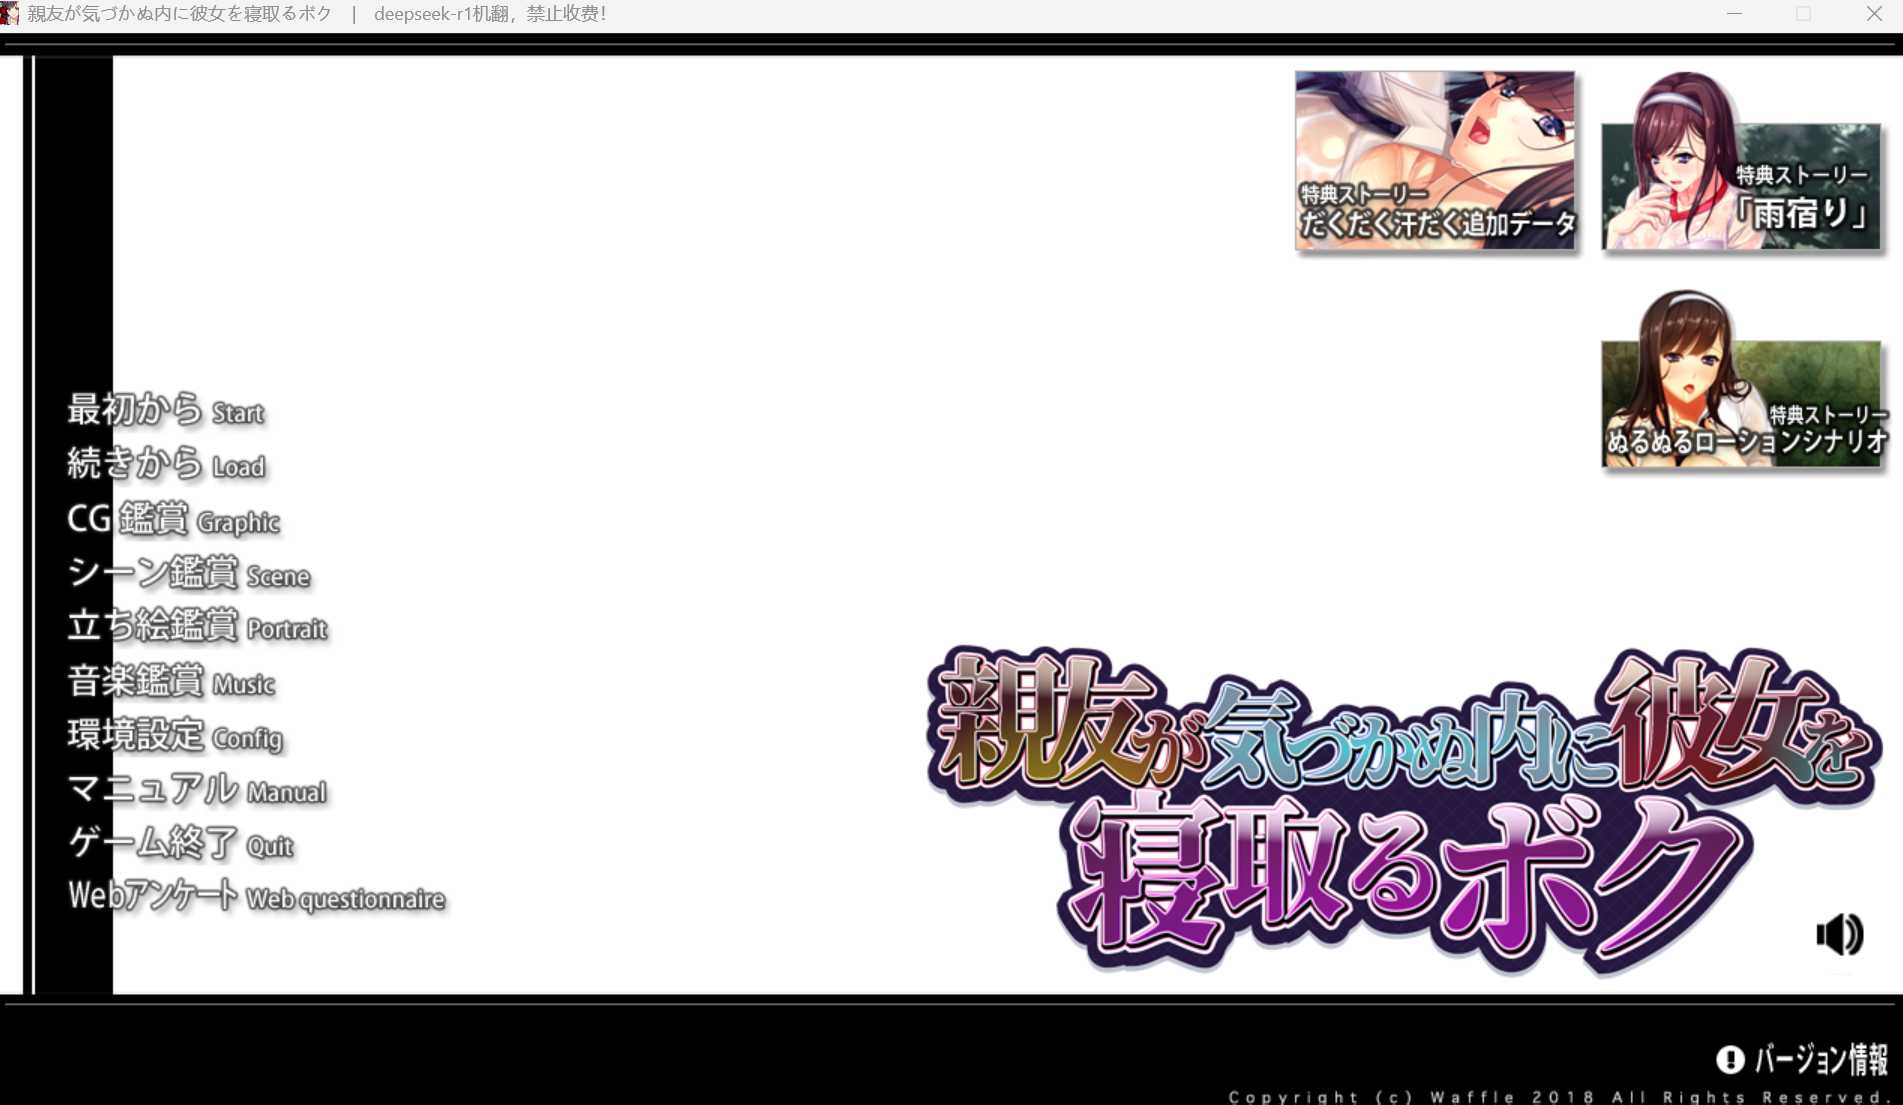 親友が気づかぬ内に彼女を寝取るボク | deepseek-r1机翻，禁止收费！
特典ストーリー
だくだく汗だく追加データ
特典ストーリー
「雨宿り」
特典ストーリー
ぬるぬるローションシナリオ
最初から Start
続きから Load
CG 鑑賞 Graphic
シーン鑑賞 Scene
立ち絵鑑賞 Portrait
音楽鑑賞 Music
環境設定 Config
マニュアル Manual
ゲーム終了 Quit
Webアンケート Web questionnaire
親友が気づかぬ内に彼女を
寝取るボク
バージョン情報
Copyright (c) Waffle 2018 All Rights Reserved.